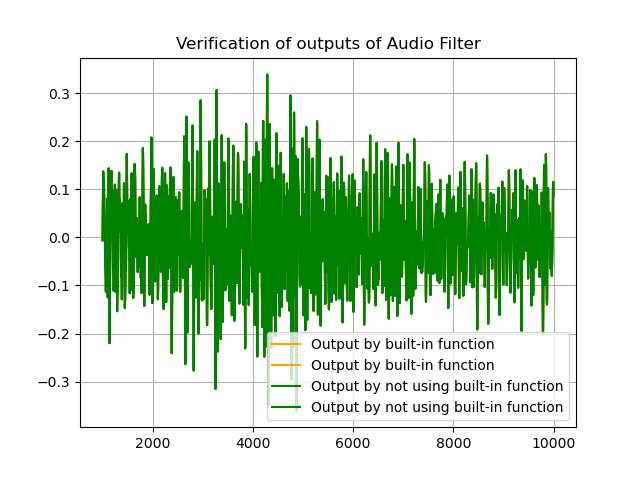 Verification of outputs of Audio Filter
0.3
0.2
0.1
0.0
−0.1
−0.2
−0.3
Output by built-in function
Output by built-in function
Output by not using built-in function
Output by not using built-in function
2000
4000
6000
8000
10000